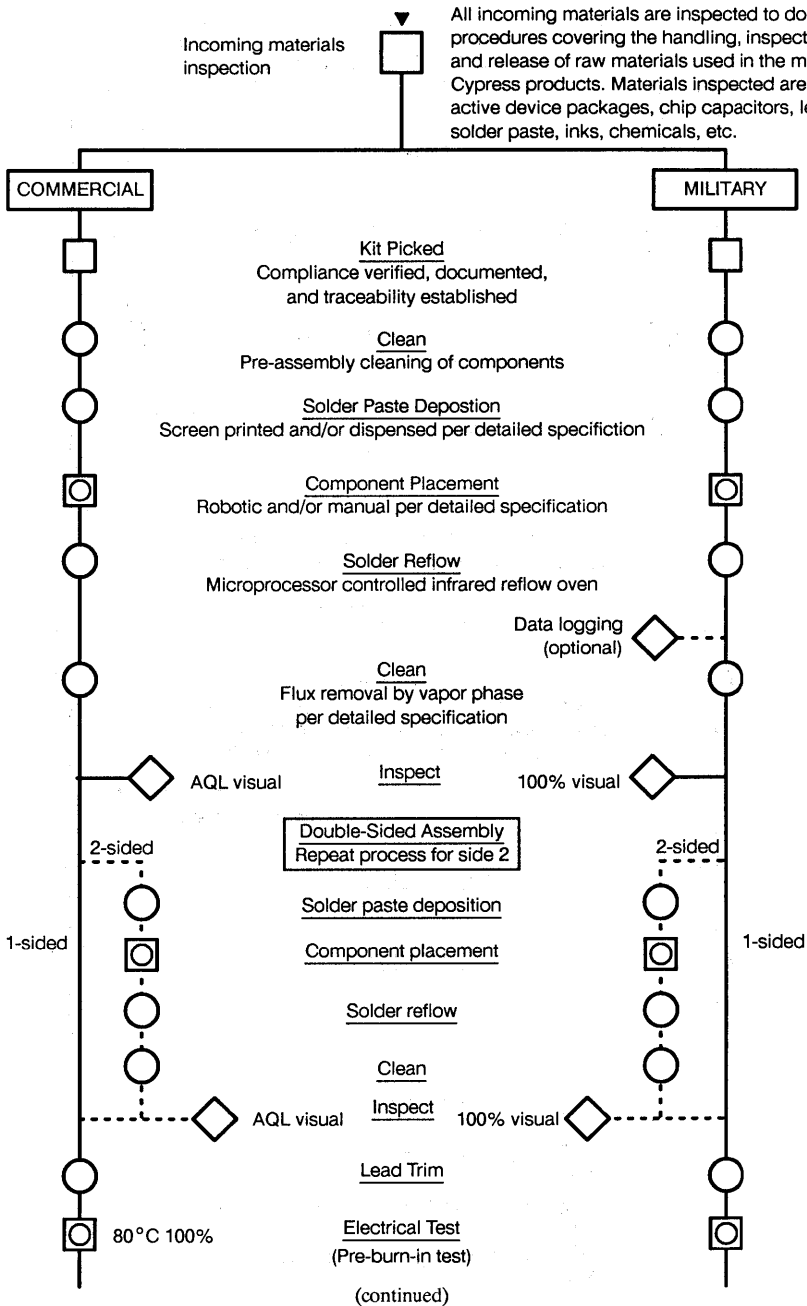 Incoming materials
inspection
All incoming materials are inspected to do
procedures covering the handling, inspect
and release of raw materials used in the m
Cypress products. Materials inspected are
active device packages, chip capacitors, le
solder paste, inks, chemicals, etc.
COMMERCIAL
MILITARY
Kit Picked
Compliance verified, documented,
and traceability established
Clean
Pre-assembly cleaning of components
Solder Paste Depostion
Screen printed and/or dispensed per detailed specifiction
Component Placement
Robotic and/or manual per detailed specification
Solder Reflow
Microprocessor controlled infrared reflow oven
Data logging
(optional)
Clean
Flux removal by vapor phase
per detailed specification
AQL visual
Inspect
100% visual
Double-Sided Assembly
Repeat process for side 2
2-sided
2-sided
Solder paste deposition
1-sided
Component placement
1-sided
Solder reflow
Clean
AQL visual
Inspect
100% visual
Lead Trim
80°C 100%
Electrical Test
(Pre-burn-in test)
(continued)